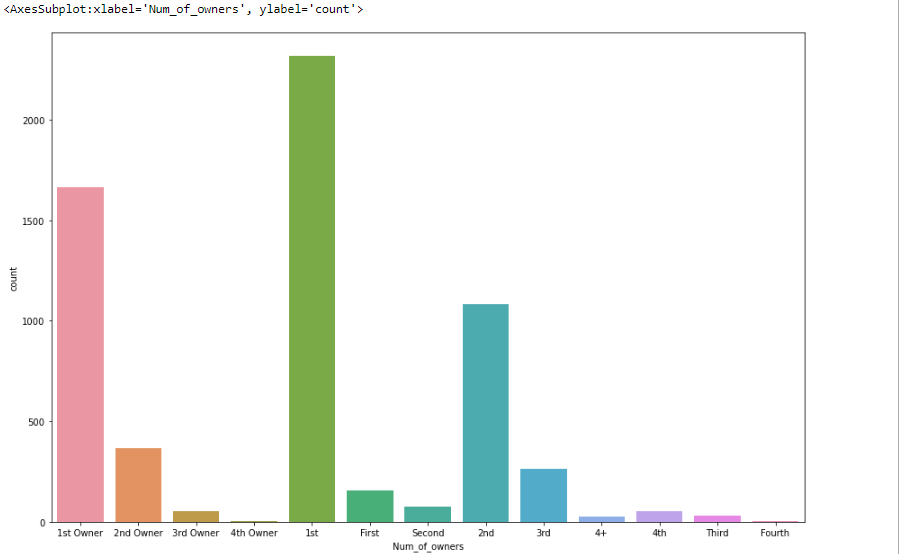 <AxesSubplot:xlabel='Num_of_owners', ylabel='count'>
2000
1500
1000
500
0
count
1st Owner 2nd Owner 3rd Owner 4th Owner 1st First Second 2nd 3rd 4+ 4th Third Fourth
Num_of_owners